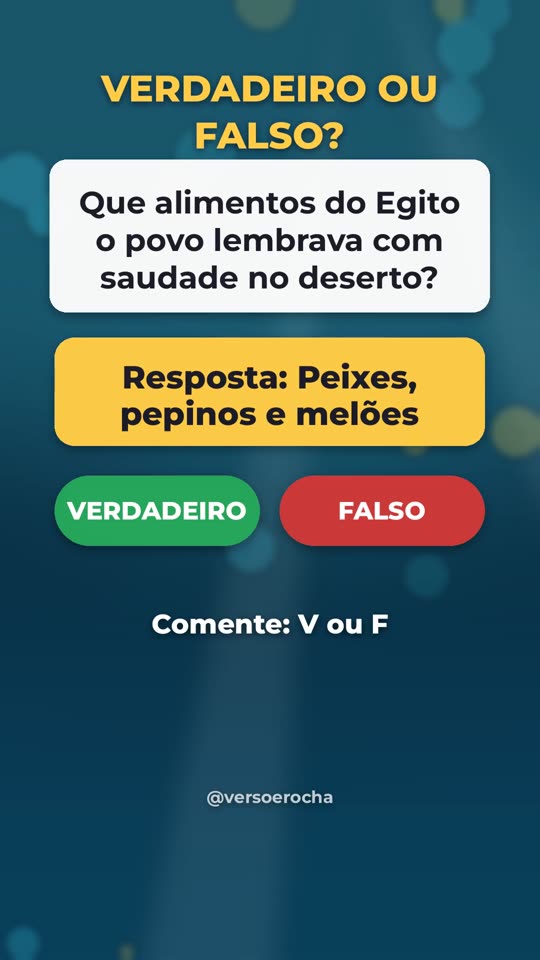 VERDADEIRO OU
FALSO?
Que alimentos do Egito
o povo lembrava com
saudade no deserto?
Resposta: Peixes,
pepinos e melões
VERDADEIRO
FALSO
Comente: V ou F
@versoerocha